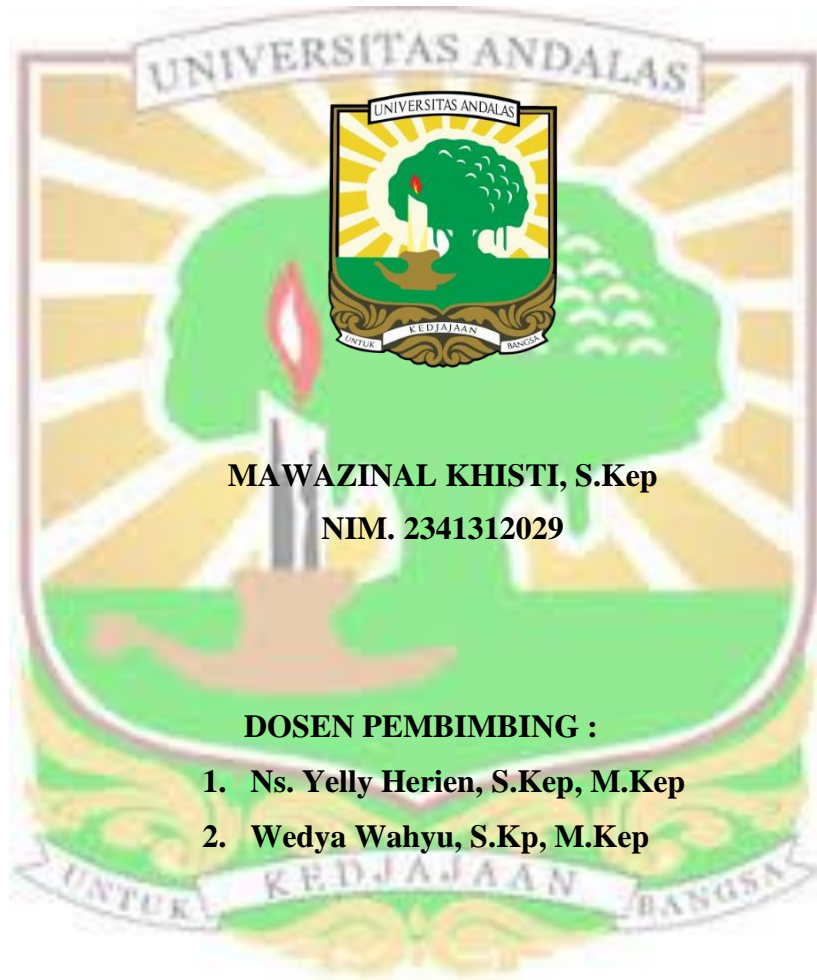 UNIVERSITAS ANDALAS
UNIVERSITAS ANDALAS
UNTUK KEDJAJAAN BANGSA
MAWAZINAL KHISTI, S.Kep
NIM. 2341312029
DOSEN PEMBIMBING :
1. Ns. Yelly Herien, S.Kep, M.Kep
2. Wedya Wahyu, S.Kp, M.Kep
UNTUK KEDJAJAAN BANGSA